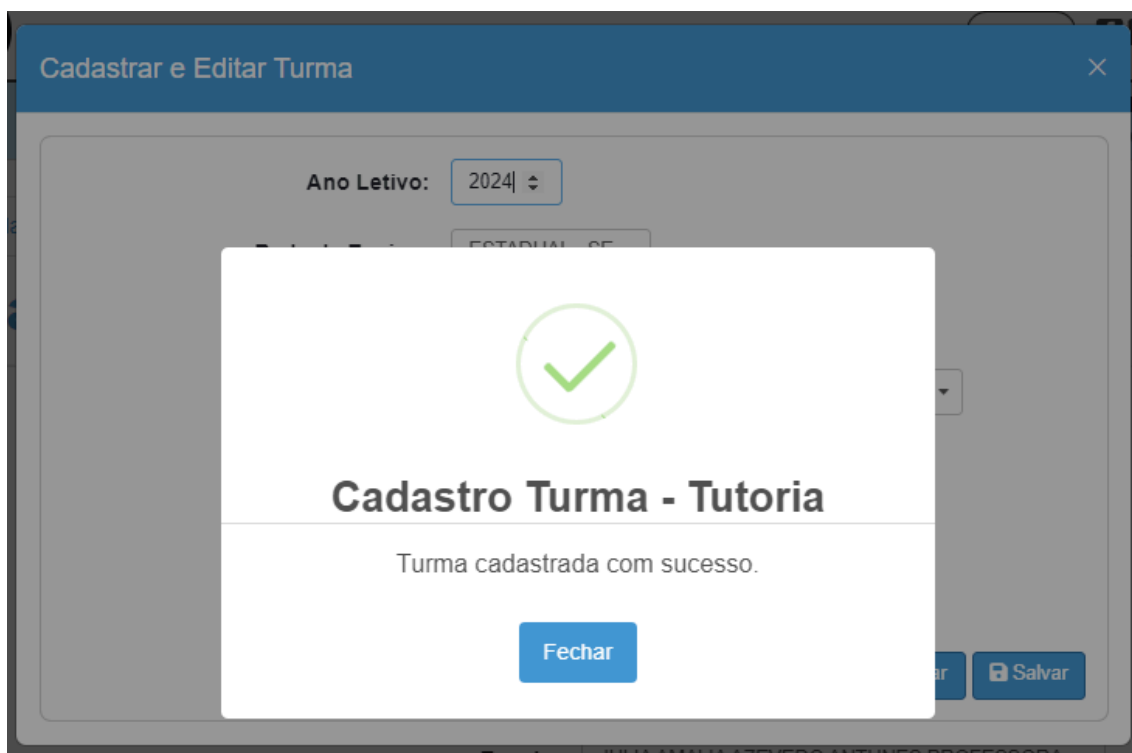 Cadastrar e Editar Turma
Ano Letivo: 2024
Cadastro Turma - Tutoria
Turma cadastrada com sucesso.
Fechar
Salvar